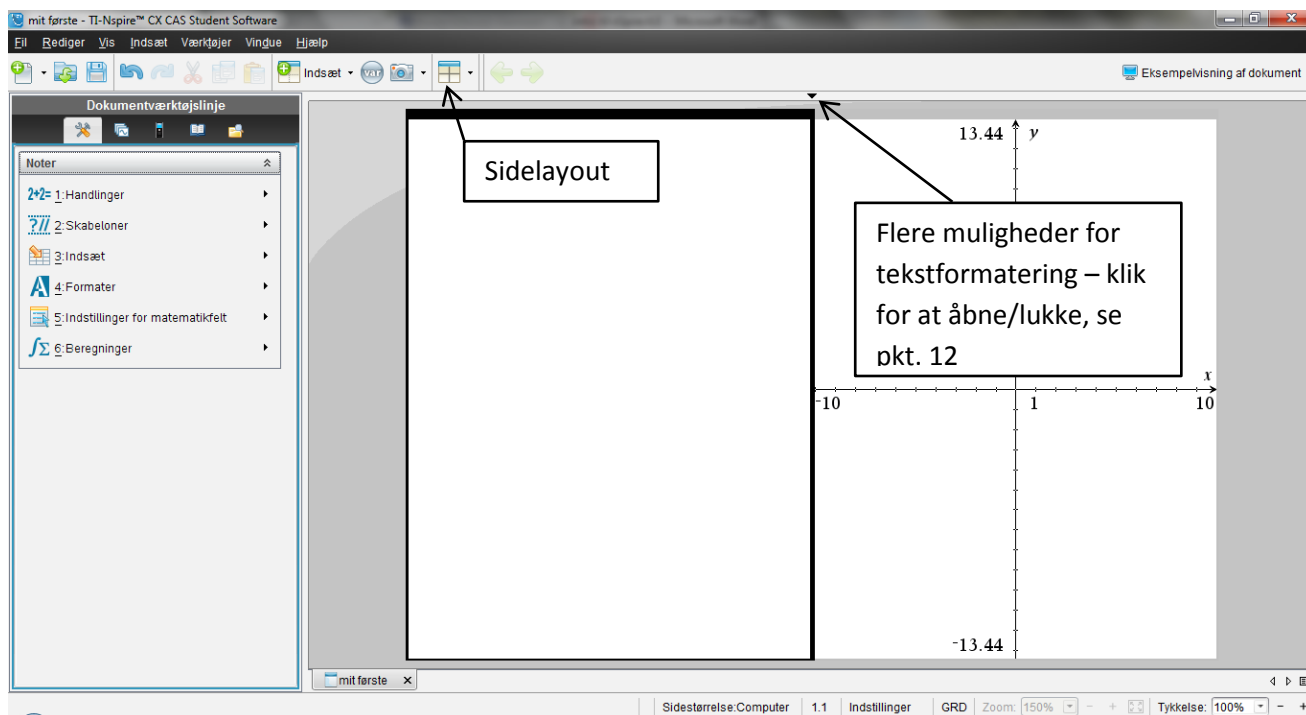 mit første - TI-Nspire™ CX CAS Student Software
Fil Rediger Vis Indsæt Værktøjer Vindue Hjælp
Indsæt var Eksempelvisning af dokument
Dokumentværktøjslinje
Noter
2+2= 1:Handlinger
?// 2:Skabeloner
3:Indsæt
A 4:Formater
5:Indstillinger for matematikfelt
∫Σ 6:Beregninger
Sidelayout
13.44 y
Flere muligheder for
tekstformatering – klik
for at åbne/lukke, se
pkt. 12
x
-10 1 10
-13.44
mit første
Sidestørrelse:Computer 1.1 Indstillinger GRD Zoom: 150% - + Tykkelse: 100% - +